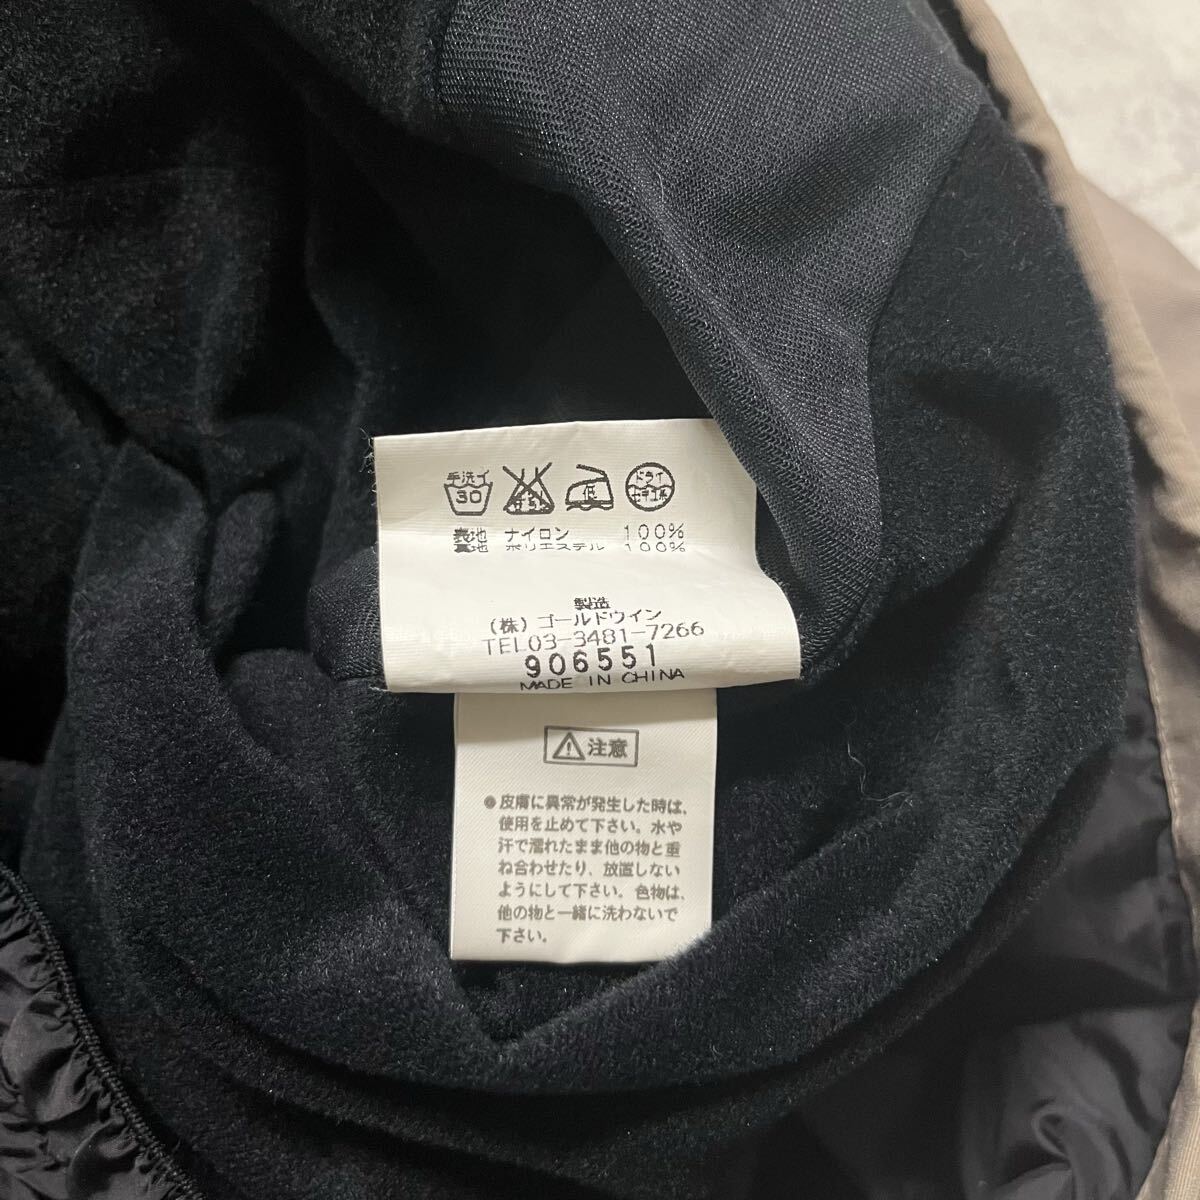 手洗イ
30
低
ドライ
表地 ナイロン 100%
裏地 ポリエステル 100%
製造
(株)ゴールドウイン
TEL03-3481-7266
906551
MADE IN CHINA
注意
●皮膚に異常が発生した時は、
使用を止めて下さい。水や
汗で濡れたまま他の物と重
ね合わせたり、放置しない
ようにして下さい。色物は、
他の物と一緒に洗わないで
下さい。